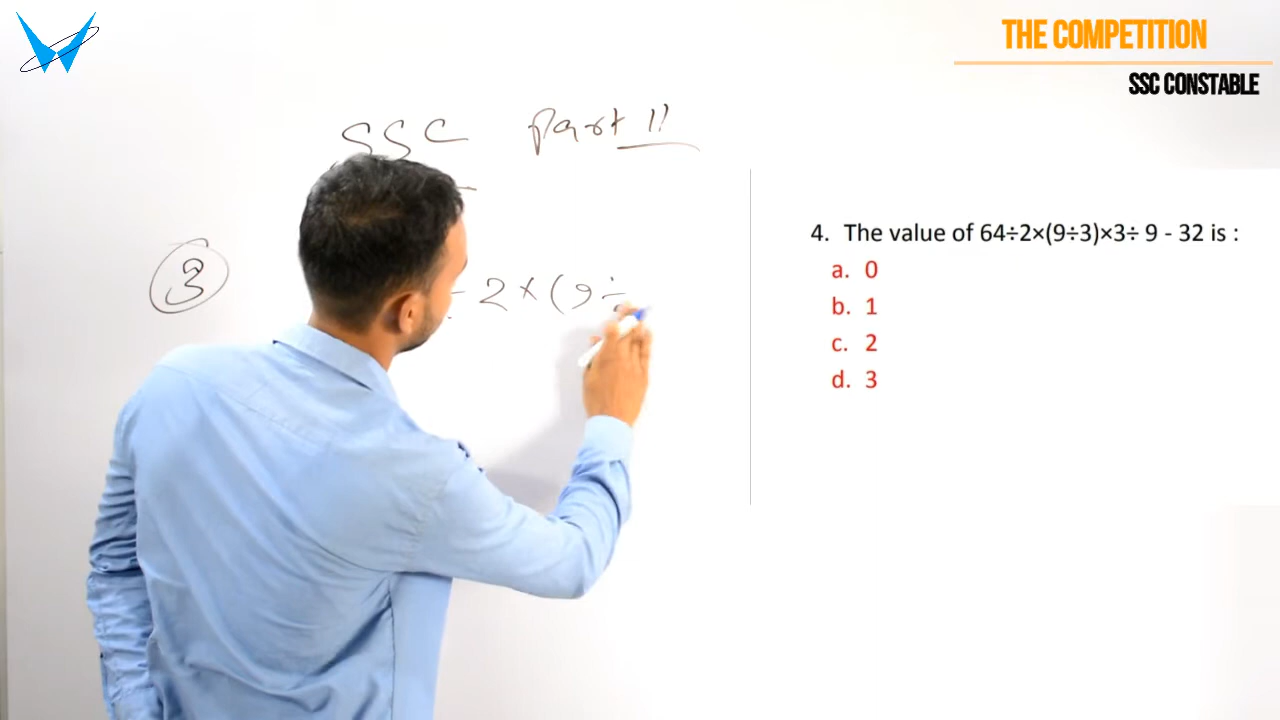 THE COMPETITION
SSC CONSTABLE
SSC Part 11
3
÷ 2 × ( 9 ÷
4. The value of 64÷2×(9÷3)×3÷ 9 - 32 is :
a. 0
b. 1
c. 2
d. 3